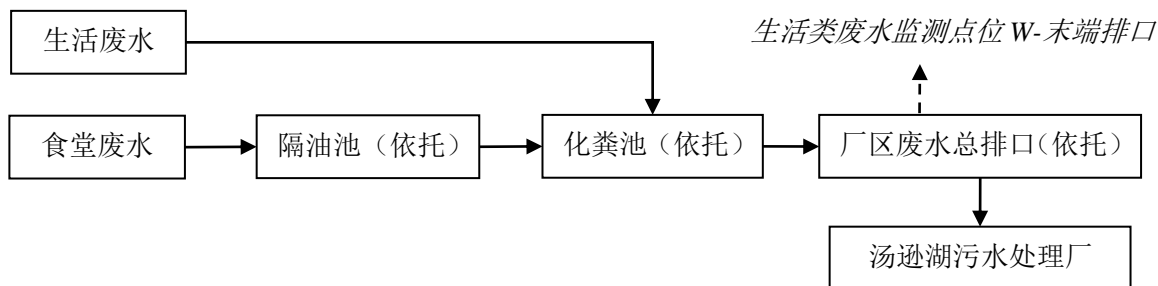 生活废水
生活类废水监测点位 W-末端排口
食堂废水
隔油池（依托）
化粪池（依托）
厂区废水总排口（依托）
汤逊湖污水处理厂